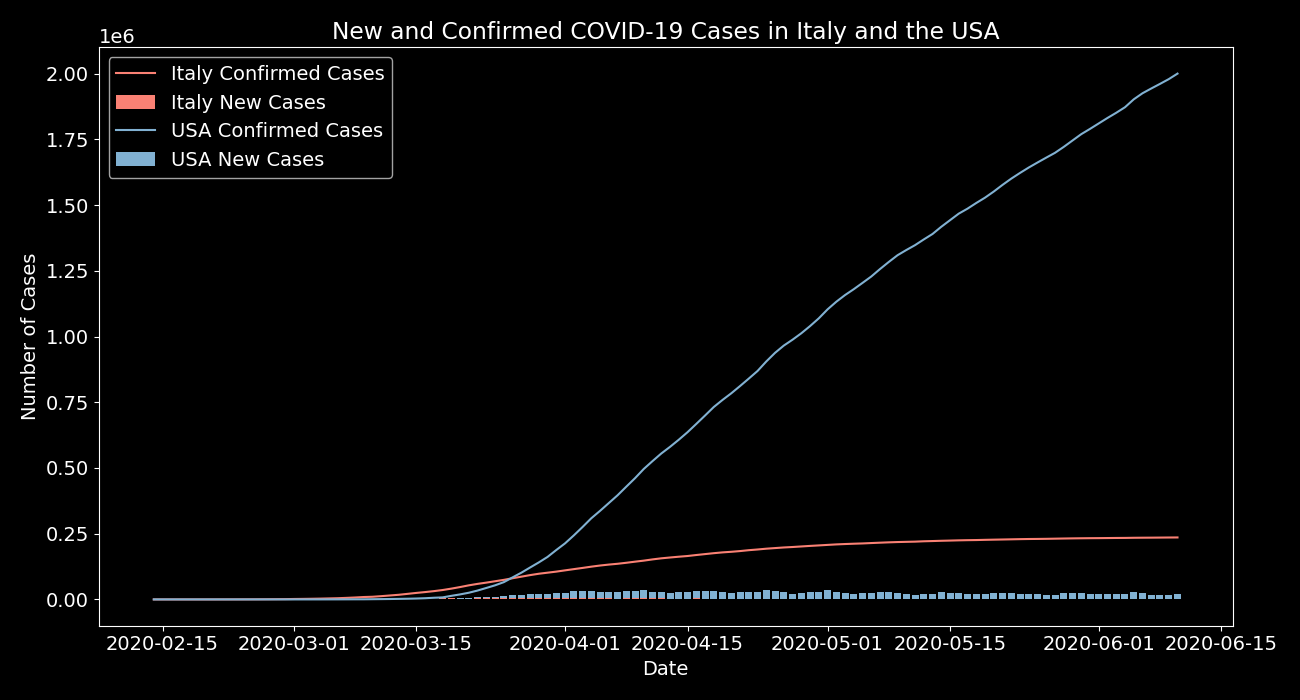 New and Confirmed COVID-19 Cases in Italy and the USA
1e6
Italy Confirmed Cases
Italy New Cases
USA Confirmed Cases
USA New Cases
2.00
1.75
1.50
1.25
1.00
0.75
0.50
0.25
0.00
Number of Cases
2020-02-15 2020-03-01 2020-03-15 2020-04-01 2020-04-15 2020-05-01 2020-05-15 2020-06-01 2020-06-15
Date